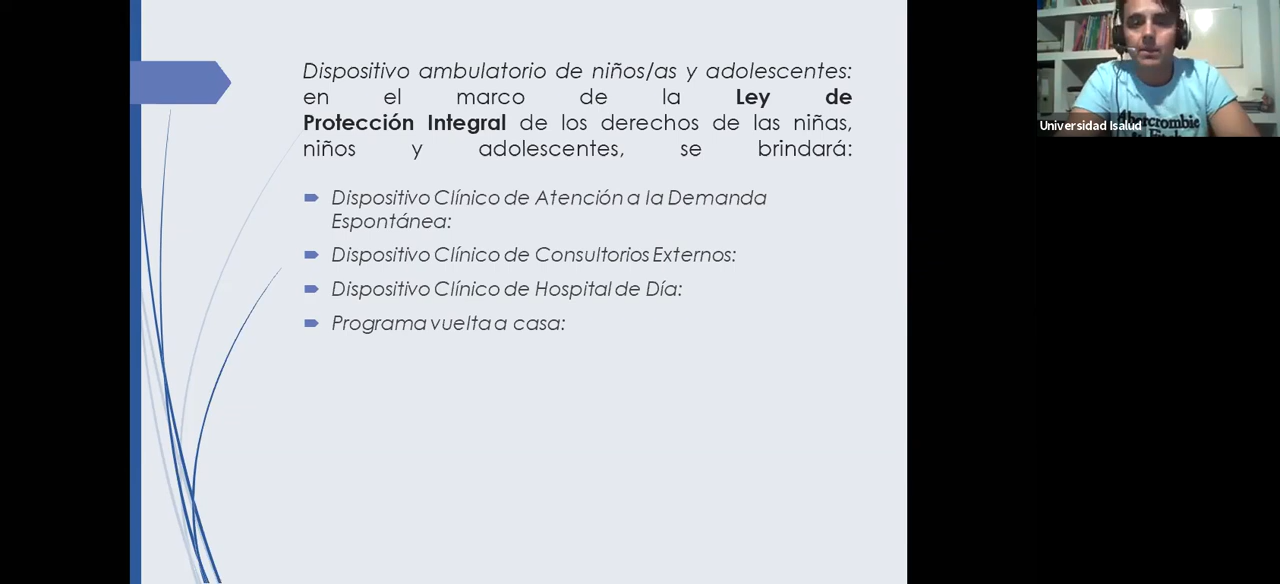 Dispositivo ambulatorio de niños/as y adolescentes:
en el marco de la Ley de
Protección Integral de los derechos de las niñas,
niños y adolescentes, se brindará:
Dispositivo Clínico de Atención a la Demanda
Espontánea:
Dispositivo Clínico de Consultorios Externos:
Dispositivo Clínico de Hospital de Día:
Programa vuelta a casa:
Abercrombie
Universidad Isalud